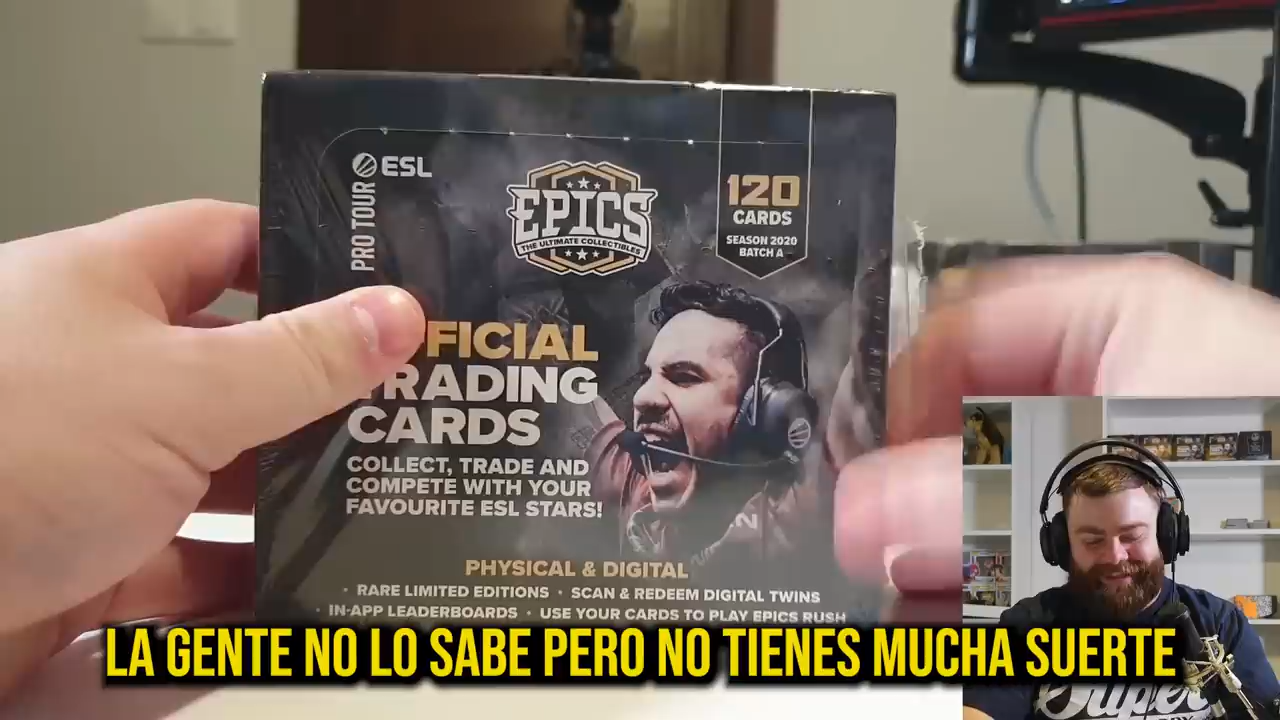 PRO TOUR
ESL
EPICS
THE ULTIMATE COLLECTIBLES
120
CARDS
SEASON 2020
BATCH A
FFICIAL
RADING
CARDS
COLLECT, TRADE AND
COMPETE WITH YOUR
FAVOURITE ESL STARS!
PHYSICAL & DIGITAL
• RARE LIMITED EDITIONS • SCAN & REDEEM DIGITAL TWINS
• IN-APP LEADERBOARDS • USE YOUR CARDS TO PLAY EPICS RUSH
LA GENTE NO LO SABE PERO NO TIENES MUCHA SUERTE
Super